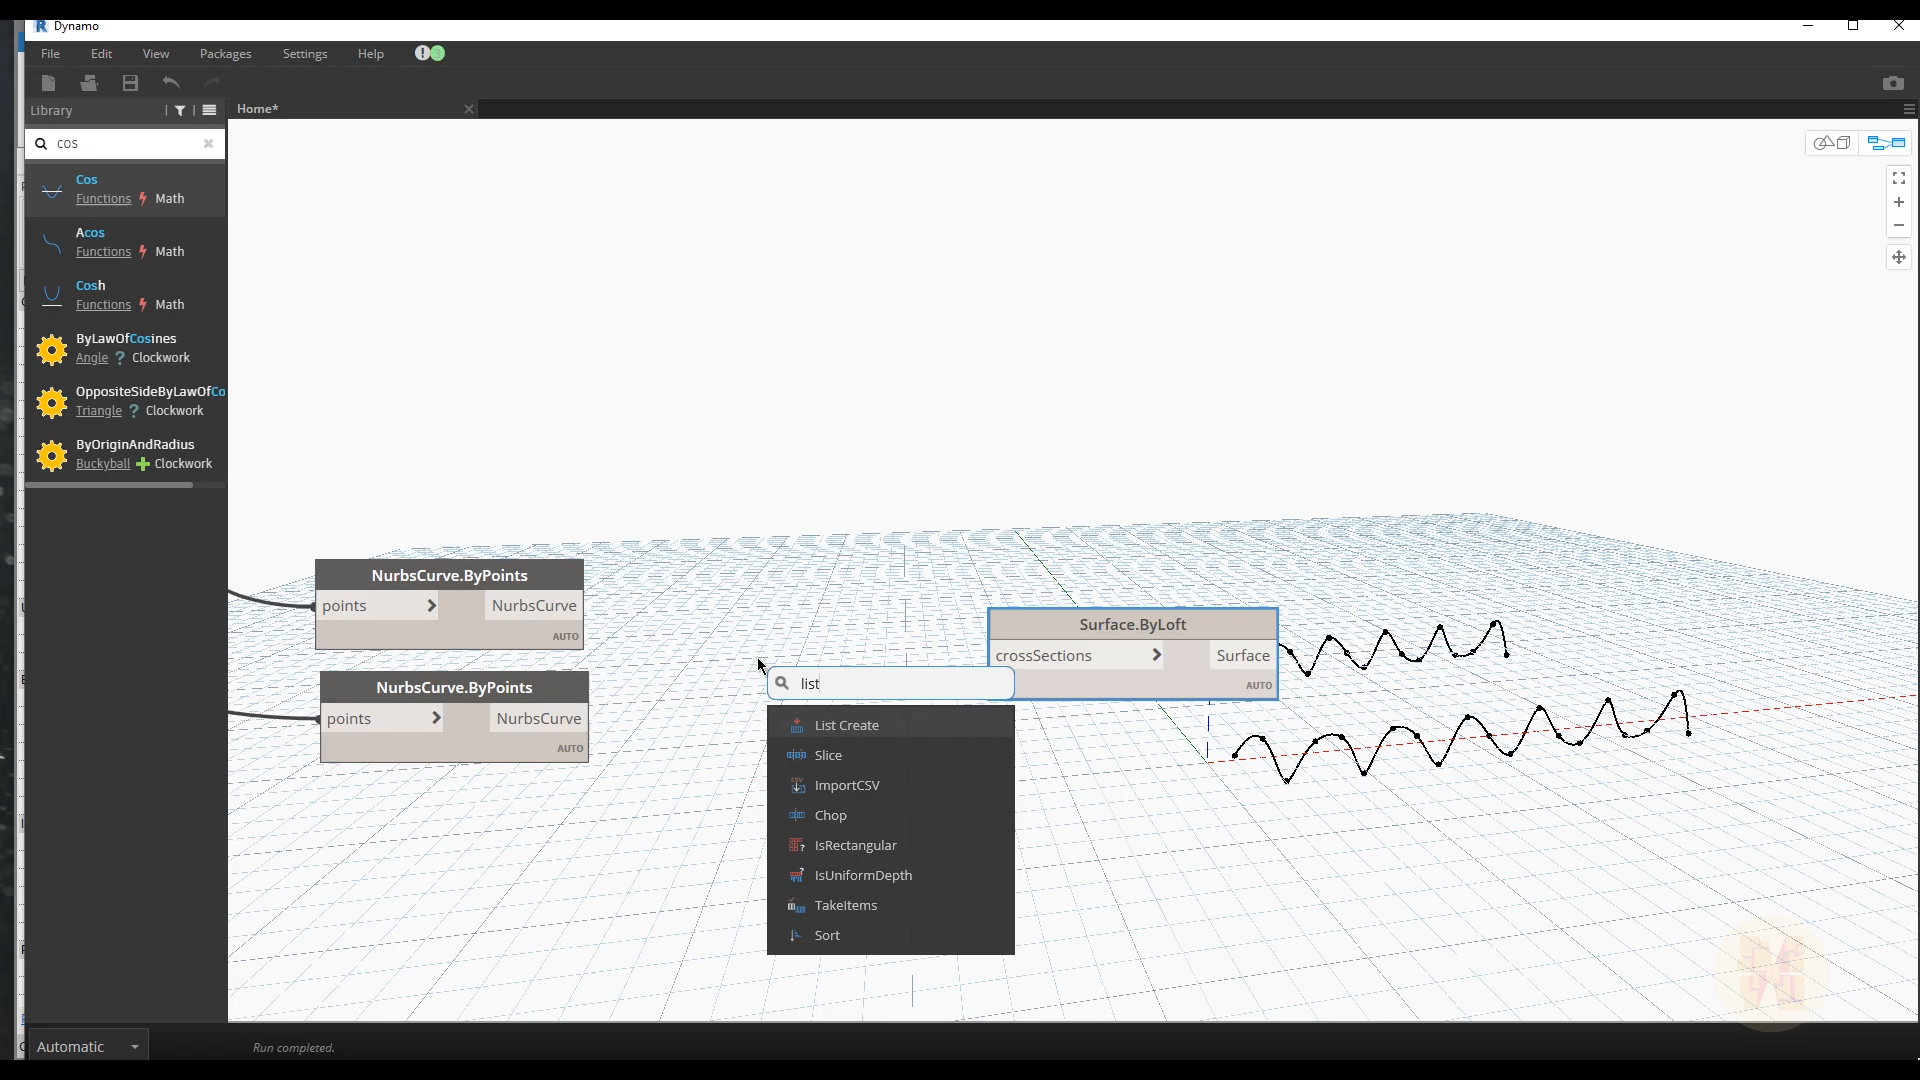 Dynamo
File Edit View Packages Settings Help
Library
Home*
cos
Cos
Functions Math
Acos
Functions Math
Cosh
Functions Math
ByLawOfCosines
Angle ? Clockwork
OppositeSideByLawOfCo
Triangle ? Clockwork
ByOriginAndRadius
Buckyball Clockwork
NurbsCurve.ByPoints
points > NurbsCurve
AUTO
NurbsCurve.ByPoints
points > NurbsCurve
AUTO
Surface.ByLoft
crossSections > Surface
AUTO
list
List Create
Slice
ImportCSV
Chop
IsRectangular
IsUniformDepth
TakeItems
Sort
Automatic
Run completed.